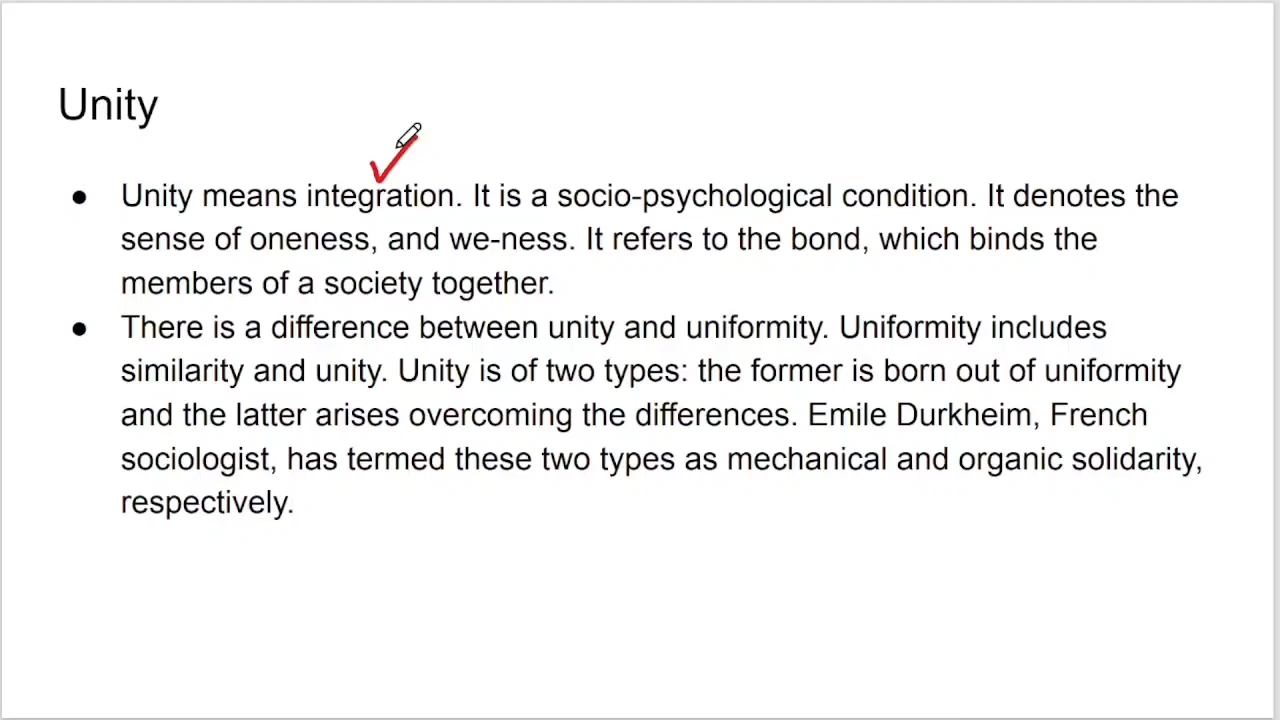 Unity
● Unity means integration. It is a socio-psychological condition. It denotes the
sense of oneness, and we-ness. It refers to the bond, which binds the
members of a society together.
● There is a difference between unity and uniformity. Uniformity includes
similarity and unity. Unity is of two types: the former is born out of uniformity
and the latter arises overcoming the differences. Emile Durkheim, French
sociologist, has termed these two types as mechanical and organic solidarity,
respectively.